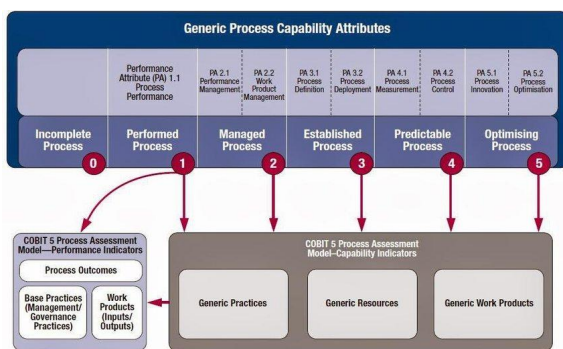 Generic Process Capability Attributes
Performance
Attribute (PA) 1.1
Process
Performance
PA 2.1
Performance
Management
PA 2.2
Work
Product
Management
PA 3.1
Process
Definition
PA 3.2
Process
Deployment
PA 4.1
Process
Measurement
PA 4.2
Process
Control
PA 5.1
Process
Innovation
PA 5.2
Process
Optimisation
Incomplete
Process
0
Performed
Process
1
Managed
Process
2
Established
Process
3
Predictable
Process
4
Optimising
Process
5
COBIT 5 Process Assessment
Model—Performance Indicators
Process Outcomes
Base Practices
(Management/
Governance
Practices)
Work
Products
(Inputs/
Outputs)
COBIT 5 Process Assessment
Model–Capability Indicators
Generic Practices
Generic Resources
Generic Work Products